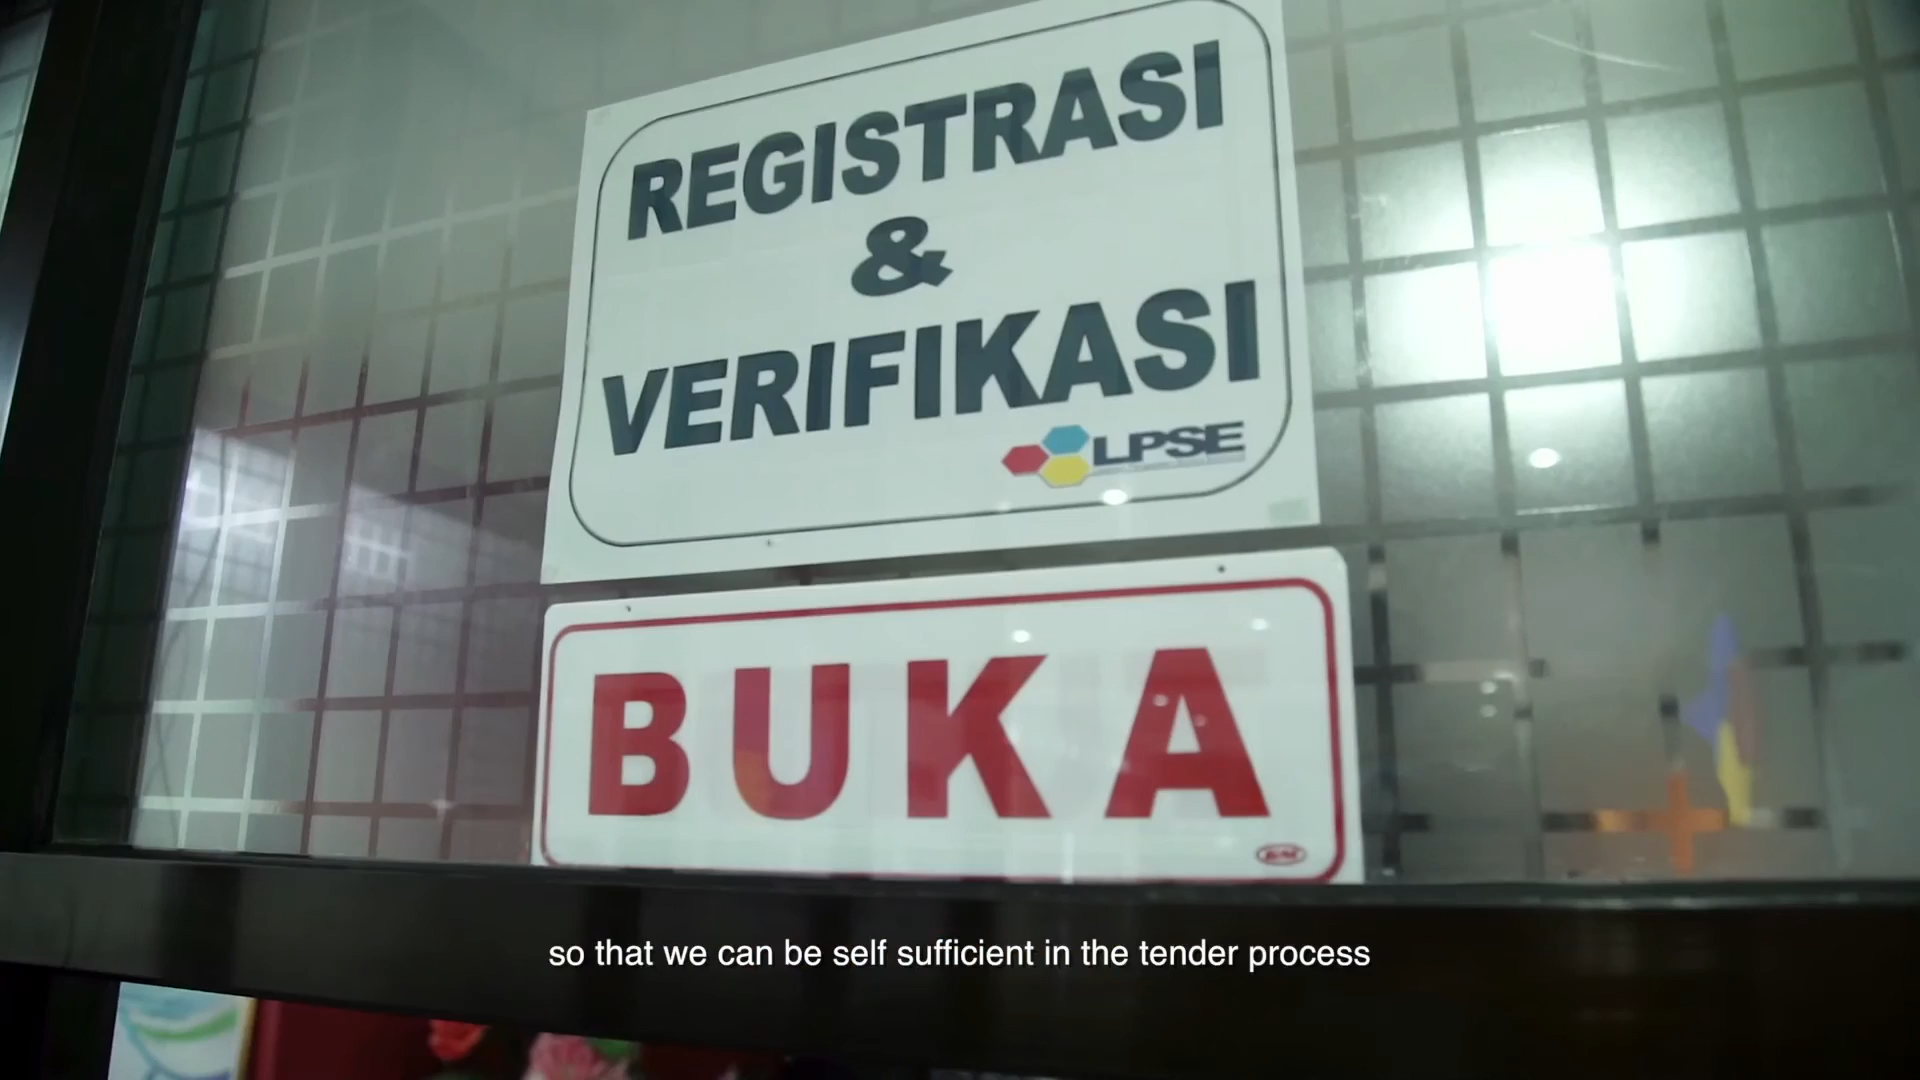 REGISTRASI
&
VERIFIKASI
LPSE
BUKA
so that we can be self sufficient in the tender process